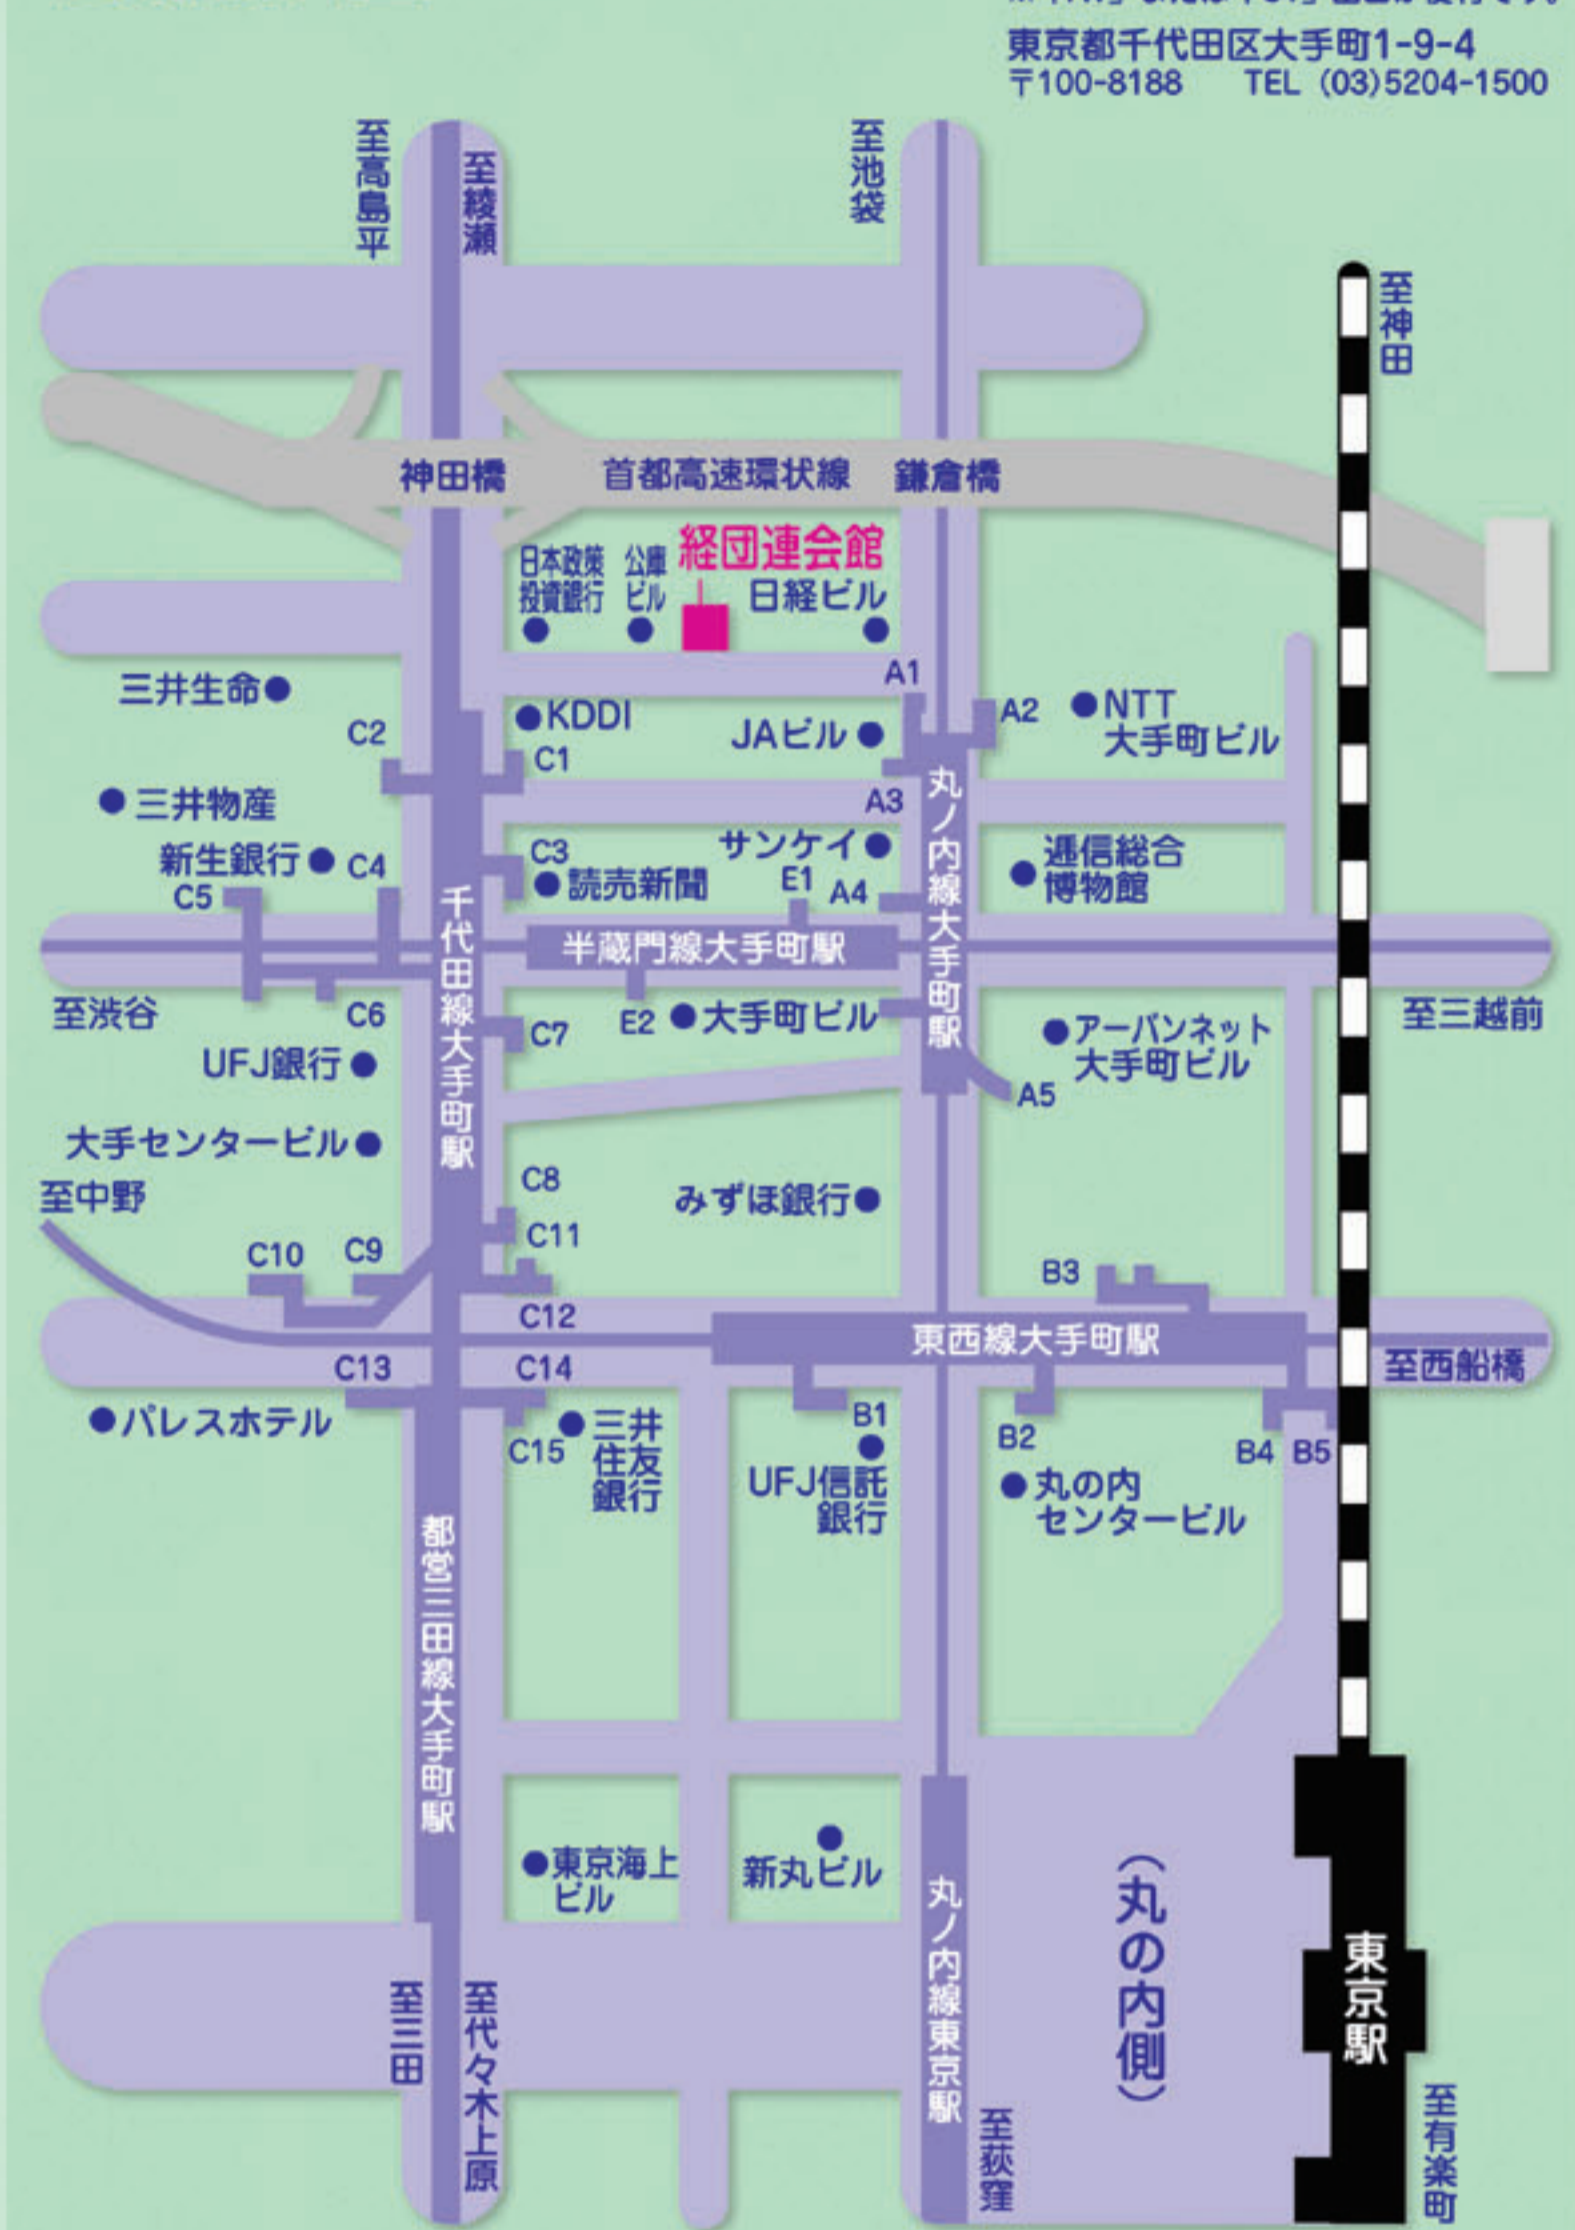 東京都千代田区大手町1-9-4
〒100-8188 TEL (03)5204-1500
至高島平
至綾瀬
至池袋
至神田
神田橋
首都高速環状線
鎌倉橋
経団連会館
日本政策
投資銀行
公庫
ビル
日経ビル
三井生命
A1
KDDI
JAビル
A2
NTT
大手町ビル
C2
C1
三井物産
A3
丸ノ内線大手町駅
新生銀行
C4
C3
読売新聞
サンケイ
E1
A4
逓信総合
博物館
C5
千代田線大手町駅
半蔵門線大手町駅
至渋谷
C6
C7
E2
大手町ビル
アーバンネット
大手町ビル
至三越前
UFJ銀行
A5
大手センタービル
至中野
C8
みずほ銀行
C10
C9
C11
B3
C12
東西線大手町駅
C13
C14
至西船橋
パレスホテル
C15
三井
住友
銀行
B1
UFJ信託
銀行
B2
丸の内
センタービル
B4
B5
都営三田線大手町駅
東京海上
ビル
新丸ビル
丸ノ内線東京駅
(丸の内側)
東京駅
至三田
至代々木上原
至荻窪
至有楽町